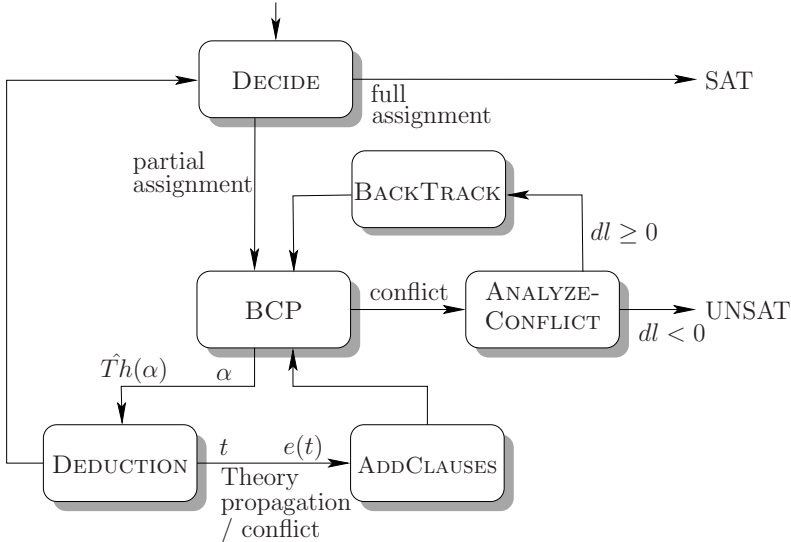 DECIDE
SAT
full
assignment
partial
assignment
BACKTRACK
dl ≥ 0
BCP
conflict
ANALYZE-
CONFLICT
UNSAT
dl < 0
T̂h(α)
α
DEDUCTION
t
e(t)
ADDCLAUSES
Theory
propagation
/ conflict